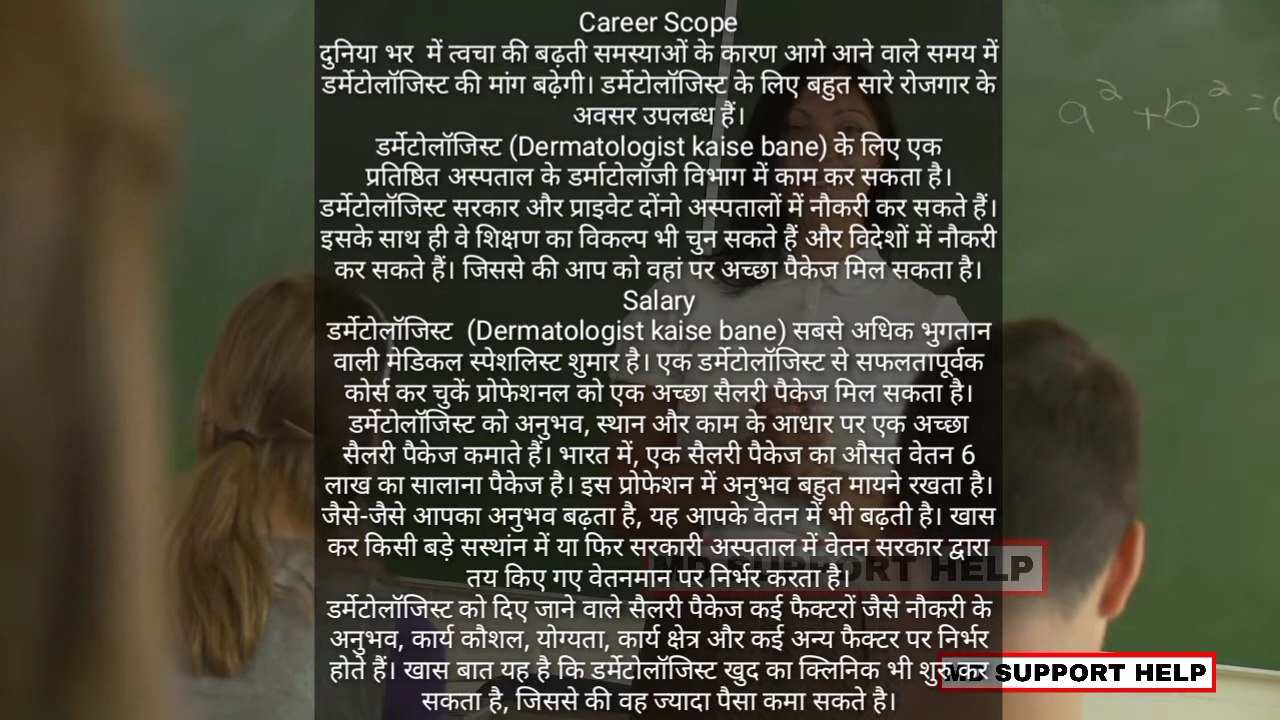 Career Scope
दुनिया भर में त्वचा की बढ़ती समस्याओं के कारण आगे आने वाले समय में
डर्मेटोलॉजिस्ट की मांग बढ़ेगी। डर्मेटोलॉजिस्ट के लिए बहुत सारे रोजगार के
अवसर उपलब्ध हैं।
डर्मेटोलॉजिस्ट (Dermatologist kaise bane) के लिए एक
प्रतिष्ठित अस्पताल के डर्माटोलॉजी विभाग में काम कर सकता है।
डर्मेटोलॉजिस्ट सरकार और प्राइवेट दोंनो अस्पतालों में नौकरी कर सकते हैं।
इसके साथ ही वे शिक्षण का विकल्प भी चुन सकते हैं और विदेशों में नौकरी
कर सकते हैं। जिससे की आप को वहां पर अच्छा पैकेज मिल सकता है।
Salary
डर्मेटोलॉजिस्ट (Dermatologist kaise bane) सबसे अधिक भुगतान
वाली मेडिकल स्पेशलिस्ट शुमार है। एक डर्मेटोलॉजिस्ट से सफलतापूर्वक
कोर्स कर चुकें प्रोफेशनल को एक अच्छा सैलरी पैकेज मिल सकता है।
डर्मेटोलॉजिस्ट को अनुभव, स्थान और काम के आधार पर एक अच्छा
सैलरी पैकेज कमाते हैं। भारत में, एक सैलरी पैकेज का औसत वेतन 6
लाख का सालाना पैकेज है। इस प्रोफेशन में अनुभव बहुत मायने रखता है।
जैसे-जैसे आपका अनुभव बढ़ता है, यह आपके वेतन में भी बढ़ती है। खास
कर किसी बड़े सस्थांन में या फिर सरकारी अस्पताल में वेतन सरकार द्वारा
तय किए गए वेतनमान पर निर्भर करता है।
डर्मेटोलॉजिस्ट को दिए जाने वाले सैलरी पैकेज कई फैक्टरों जैसे नौकरी के
अनुभव, कार्य कौशल, योग्यता, कार्य क्षेत्र और कई अन्य फैक्टर पर निर्भर
होते हैं। खास बात यह है कि डर्मेटोलॉजिस्ट खुद का क्लिनिक भी शुरु कर
सकता है, जिससे की वह ज्यादा पैसा कमा सकते है।
a² + b² =
MD SUPPORT HELP
MD SUPPORT HELP